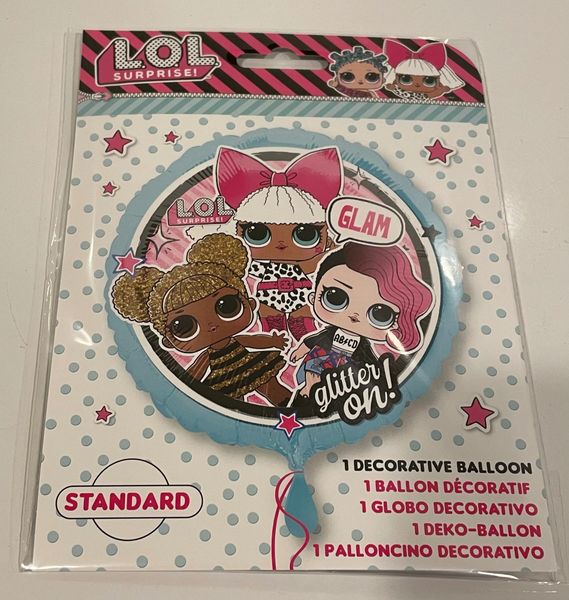 L.O.L.
SURPRISE!
L.O.L.
SURPRISE!
GLAM
ABFCD
glitter
on!
STANDARD
1 DECORATIVE BALLOON
1 BALLON DÉCORATIF
1 GLOBO DECORATIVO
1 DEKO-BALLON
1 PALLONCINO DECORATIVO